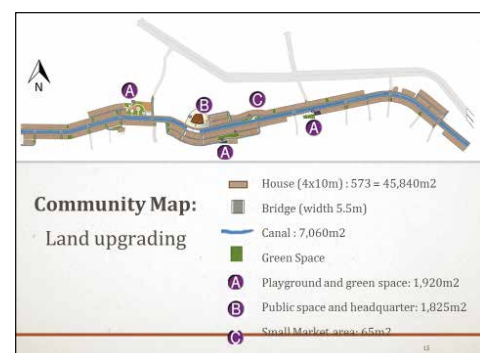 A
B
C
N
A
A
Community Map:
Land upgrading
House (4x10m) : 573 = 45,840m2
Bridge (width 5.5m)
Canal : 7,060m2
Green Space
A Playground and green space: 1,920m2
B Public space and headquarter: 1,825m2
C Small Market area: 65m2